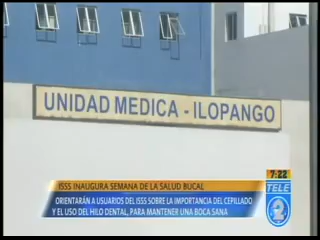 UNIDAD MEDICA - ILOPANGO
ISSS INAUGURA SEMANA DE LA SALUD BUCAL
7:22
ORIENTARÁN A USUARIOS DEL ISSS SOBRE LA IMPORTANCIA DEL CEPILLADO
Y EL USO DEL HILO DENTAL, PARA MANTENER UNA BOCA SANA
TELE
2